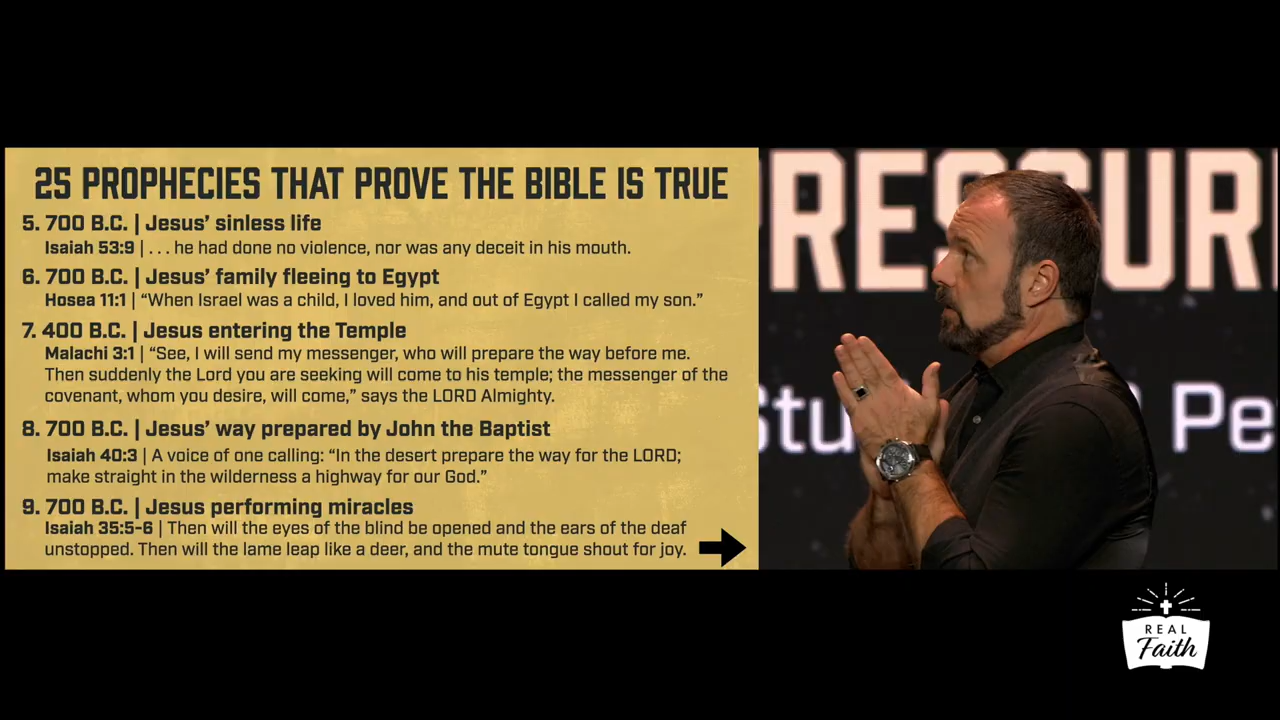 25 PROPHECIES THAT PROVE THE BIBLE IS TRUE
5. 700 B.C. | Jesus’ sinless life
Isaiah 53:9 | . . . he had done no violence, nor was any deceit in his mouth.
6. 700 B.C. | Jesus’ family fleeing to Egypt
Hosea 11:1 | “When Israel was a child, I loved him, and out of Egypt I called my son.”
7. 400 B.C. | Jesus entering the Temple
Malachi 3:1 | “See, I will send my messenger, who will prepare the way before me.
Then suddenly the Lord you are seeking will come to his temple; the messenger of the
covenant, whom you desire, will come,” says the LORD Almighty.
8. 700 B.C. | Jesus’ way prepared by John the Baptist
Isaiah 40:3 | A voice of one calling: “In the desert prepare the way for the LORD;
make straight in the wilderness a highway for our God.”
9. 700 B.C. | Jesus performing miracles
Isaiah 35:5-6 | Then will the eyes of the blind be opened and the ears of the deaf
unstopped. Then will the lame leap like a deer, and the mute tongue shout for joy.
RESSUR
Stu
Pe
REAL
Faith